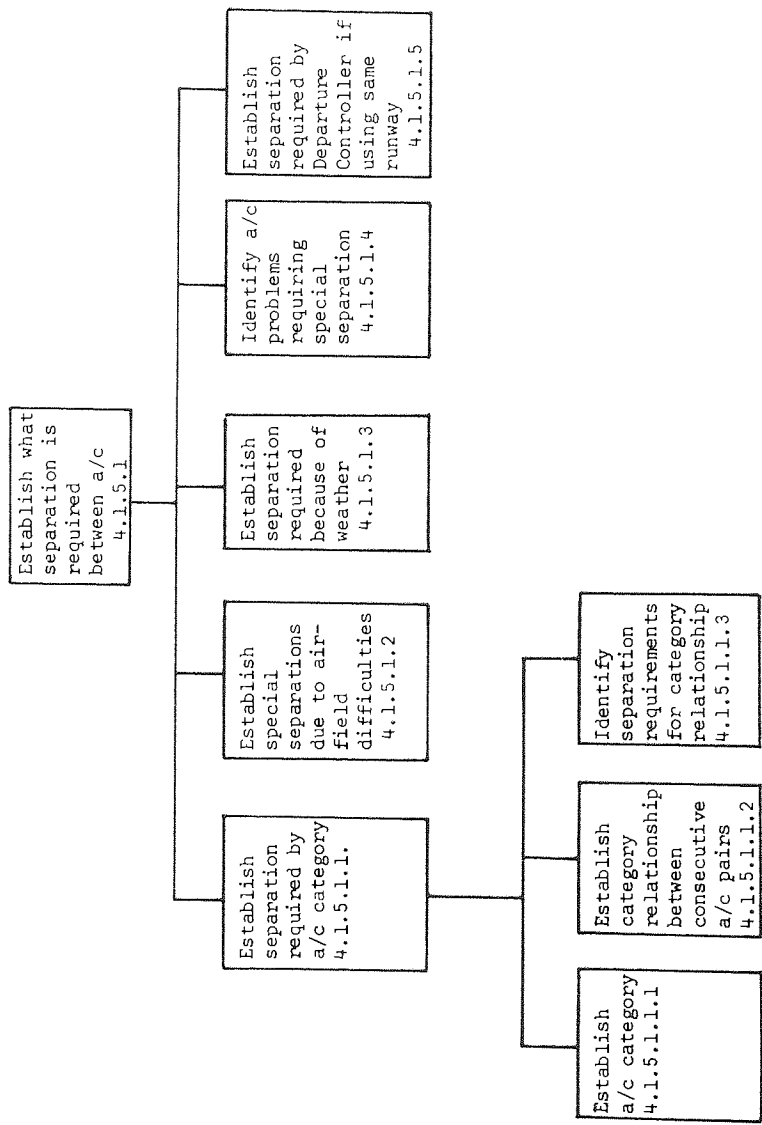 Establish what
separation is
required
between a/c
4.1.5.1
Establish
separation
required by
a/c category
4.1.5.1.1.
Establish
special
separations
due to air-
field
difficulties
4.1.5.1.2
Establish
separation
required
because of
weather
4.1.5.1.3
Identify a/c
problems
requiring
special
separation
4.1.5.1.4
Establish
separation
required by
Departure
Controller if
using same
runway
4.1.5.1.5
Establish
a/c category
4.1.5.1.1.1
Establish
category
relationship
between
consecutive
a/c pairs
4.1.5.1.1.2
Identify
separation
requirements
for category
relationship
4.1.5.1.1.3